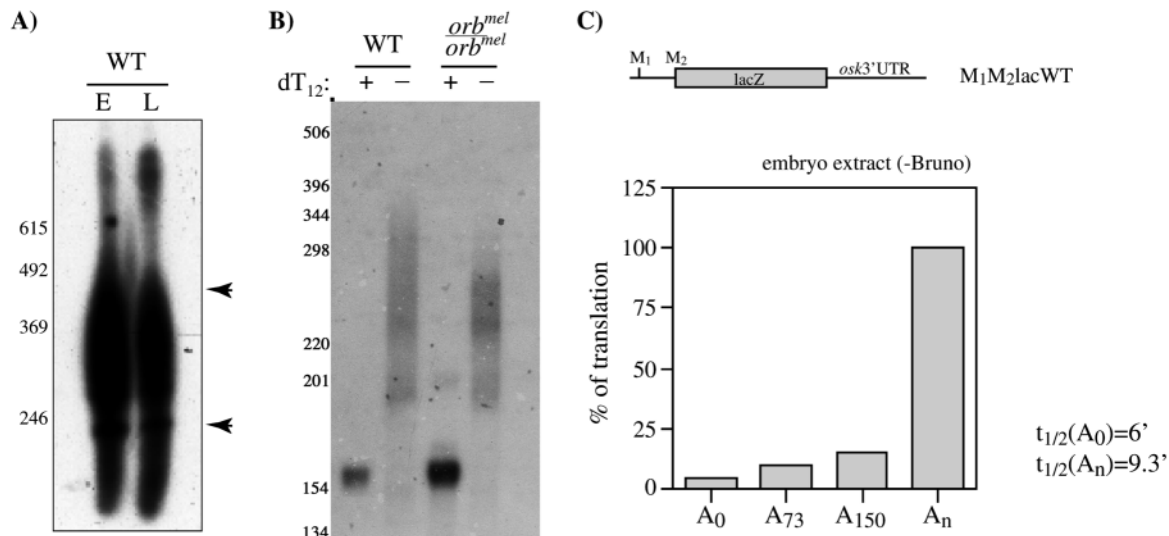 A)
WT
E L
615
492
369
246
B)
WT orb^mel/orb^mel
dT12: + − + −
506
396
344
298
220
201
154
134
C)
M1 M2
lacZ
osk3'UTR
M1M2lacWT
embryo extract (-Bruno)
% of translation
125
100
75
50
25
0
A0 A73 A150 An
t1/2(A0)=6'
t1/2(An)=9.3'